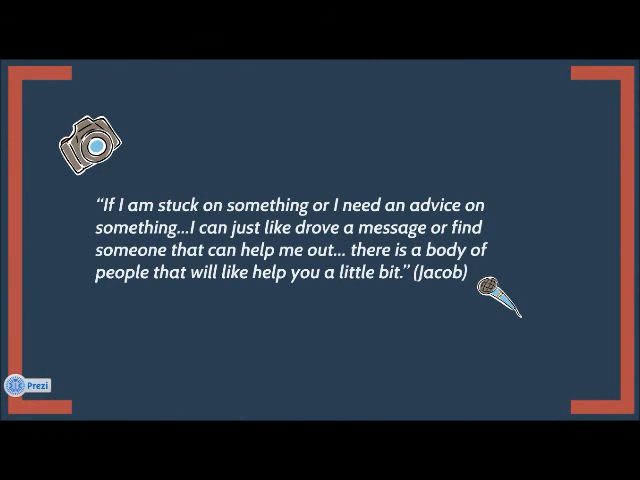 “If I am stuck on something or I need an advice on
something...I can just like drove a message or find
someone that can help me out... there is a body of
people that will like help you a little bit.” (Jacob)
Prezi